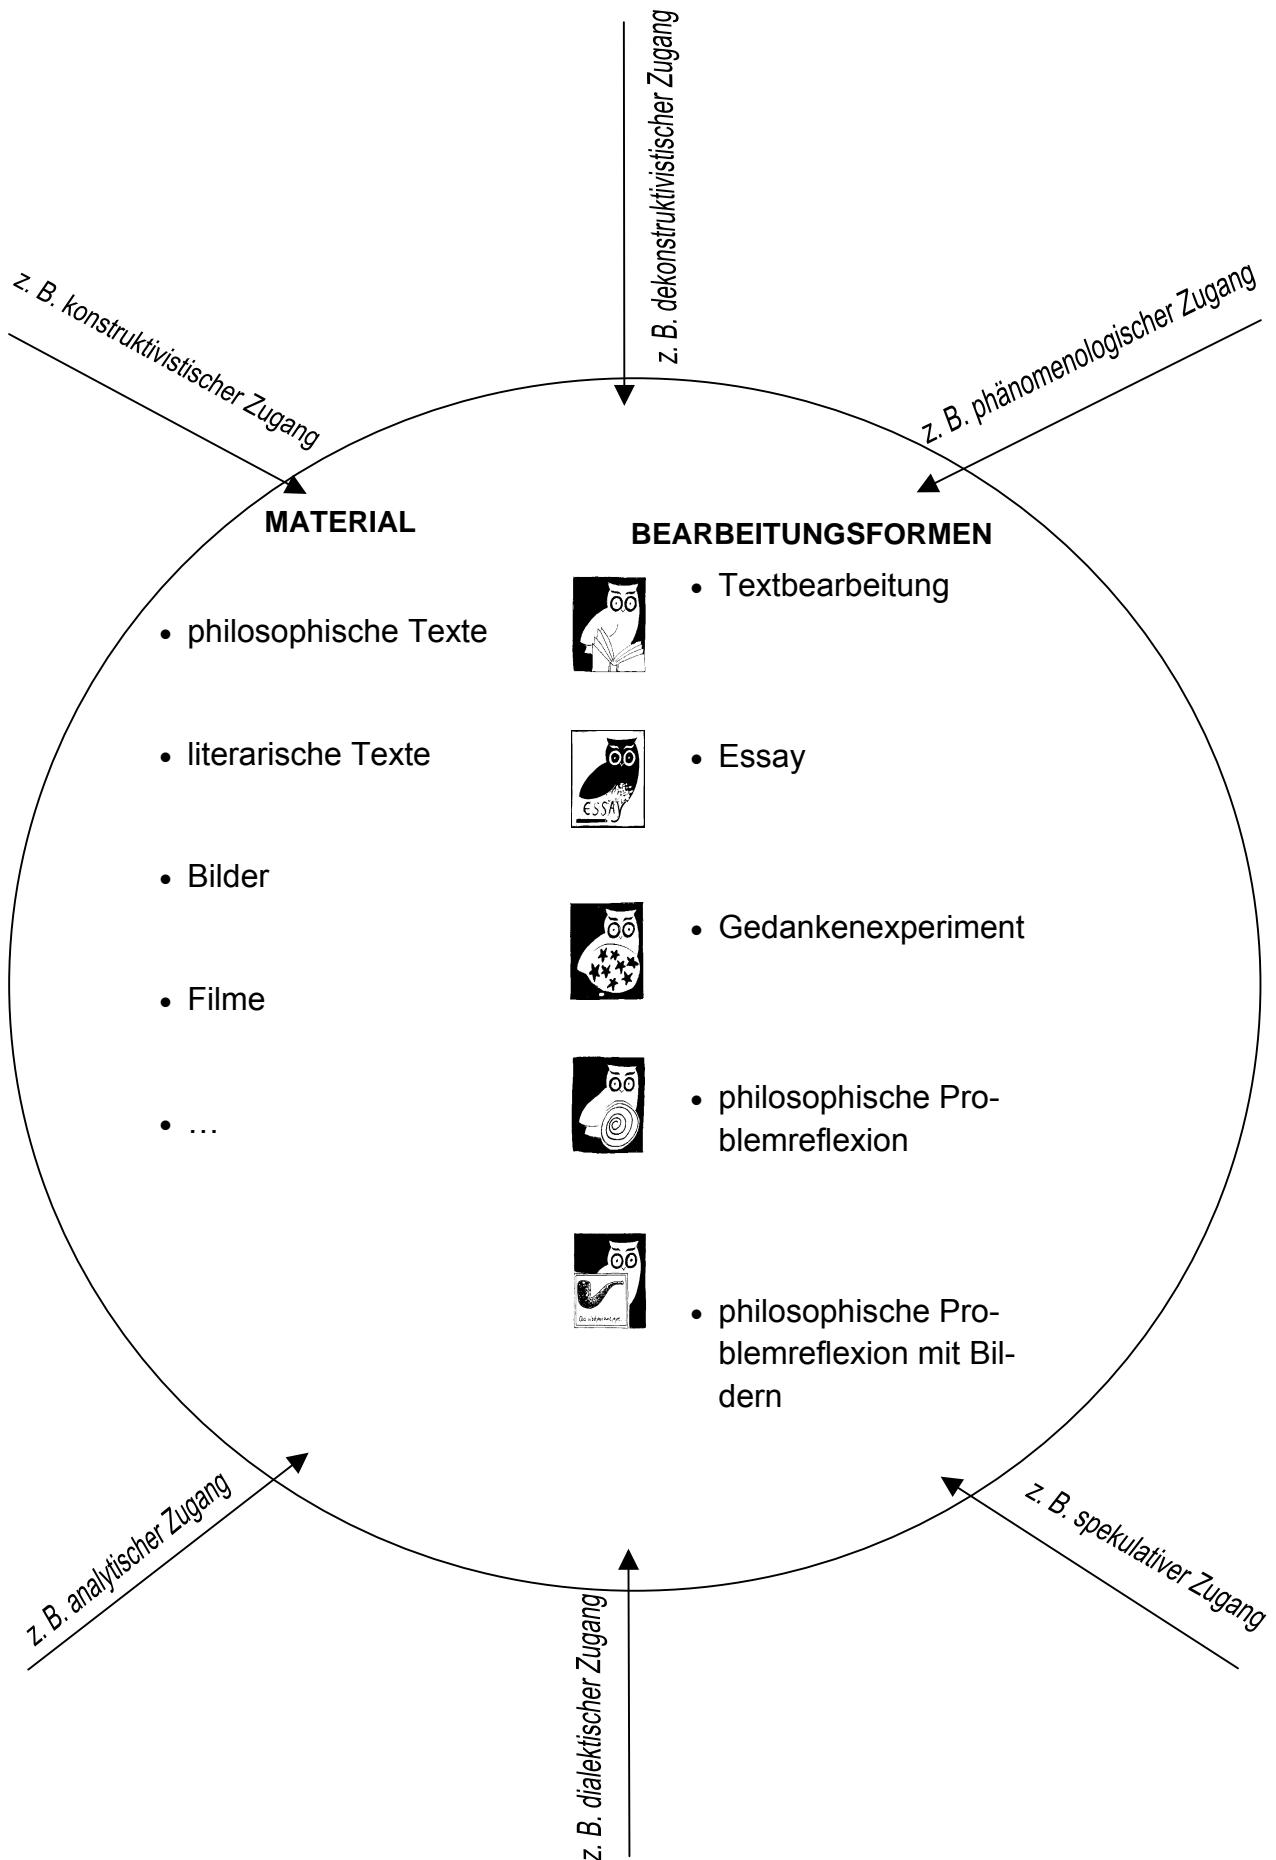 z. B. dekonstruktivistischer Zugang
z. B. konstruktivistischer Zugang
z. B. phänomenologischer Zugang
MATERIAL
• philosophische Texte
• literarische Texte
• Bilder
• Filme
• …
BEARBEITUNGSFORMEN
• Textbearbeitung
ESSAY
• Essay
• Gedankenexperiment
• philosophische Pro-
blemreflexion
• philosophische Pro-
blemreflexion mit Bil-
dern
z. B. analytischer Zugang
z. B. dialektischer Zugang
z. B. spekulativer Zugang